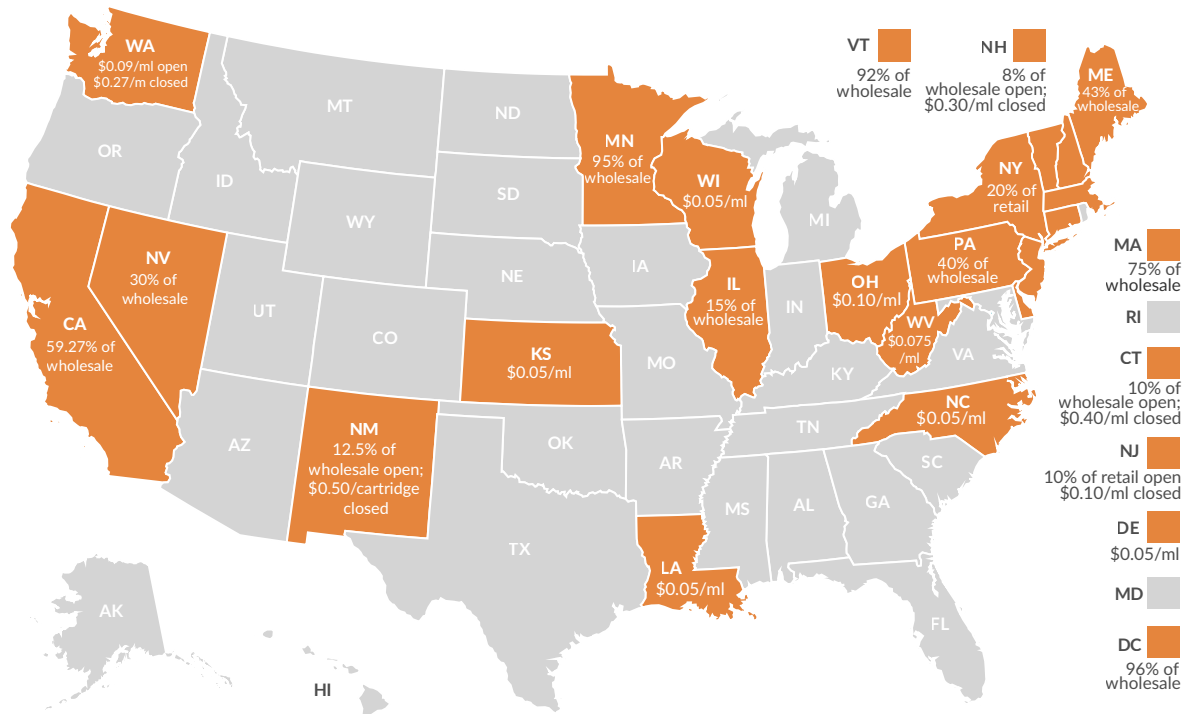 WA
$0.09/ml open
$0.27/m closed
VT
92% of
wholesale
NH
8% of
wholesale open;
$0.30/ml closed
ME
43% of
wholesale
MT
ND
MN
95% of
wholesale
OR
ID
SD
WI
$0.05/ml
NY
20% of
retail
WY
MI
NV
30% of
wholesale
PA
40% of
wholesale
MA
75% of
wholesale
IA
NE
IL
15% of
wholesale
IN
OH
$0.10/ml
UT
CA
59.27% of
wholesale
CO
WV
$0.075
/ml
RI
VA
KS
$0.05/ml
MO
KY
CT
10% of
wholesale open;
$0.40/ml closed
NC
$0.05/ml
TN
AZ
NM
12.5% of
wholesale open;
$0.50/cartridge
closed
OK
AR
SC
NJ
10% of retail open
$0.10/ml closed
MS
AL
GA
TX
DE
$0.05/ml
LA
$0.05/ml
MD
AK
FL
DC
96% of
wholesale
HI